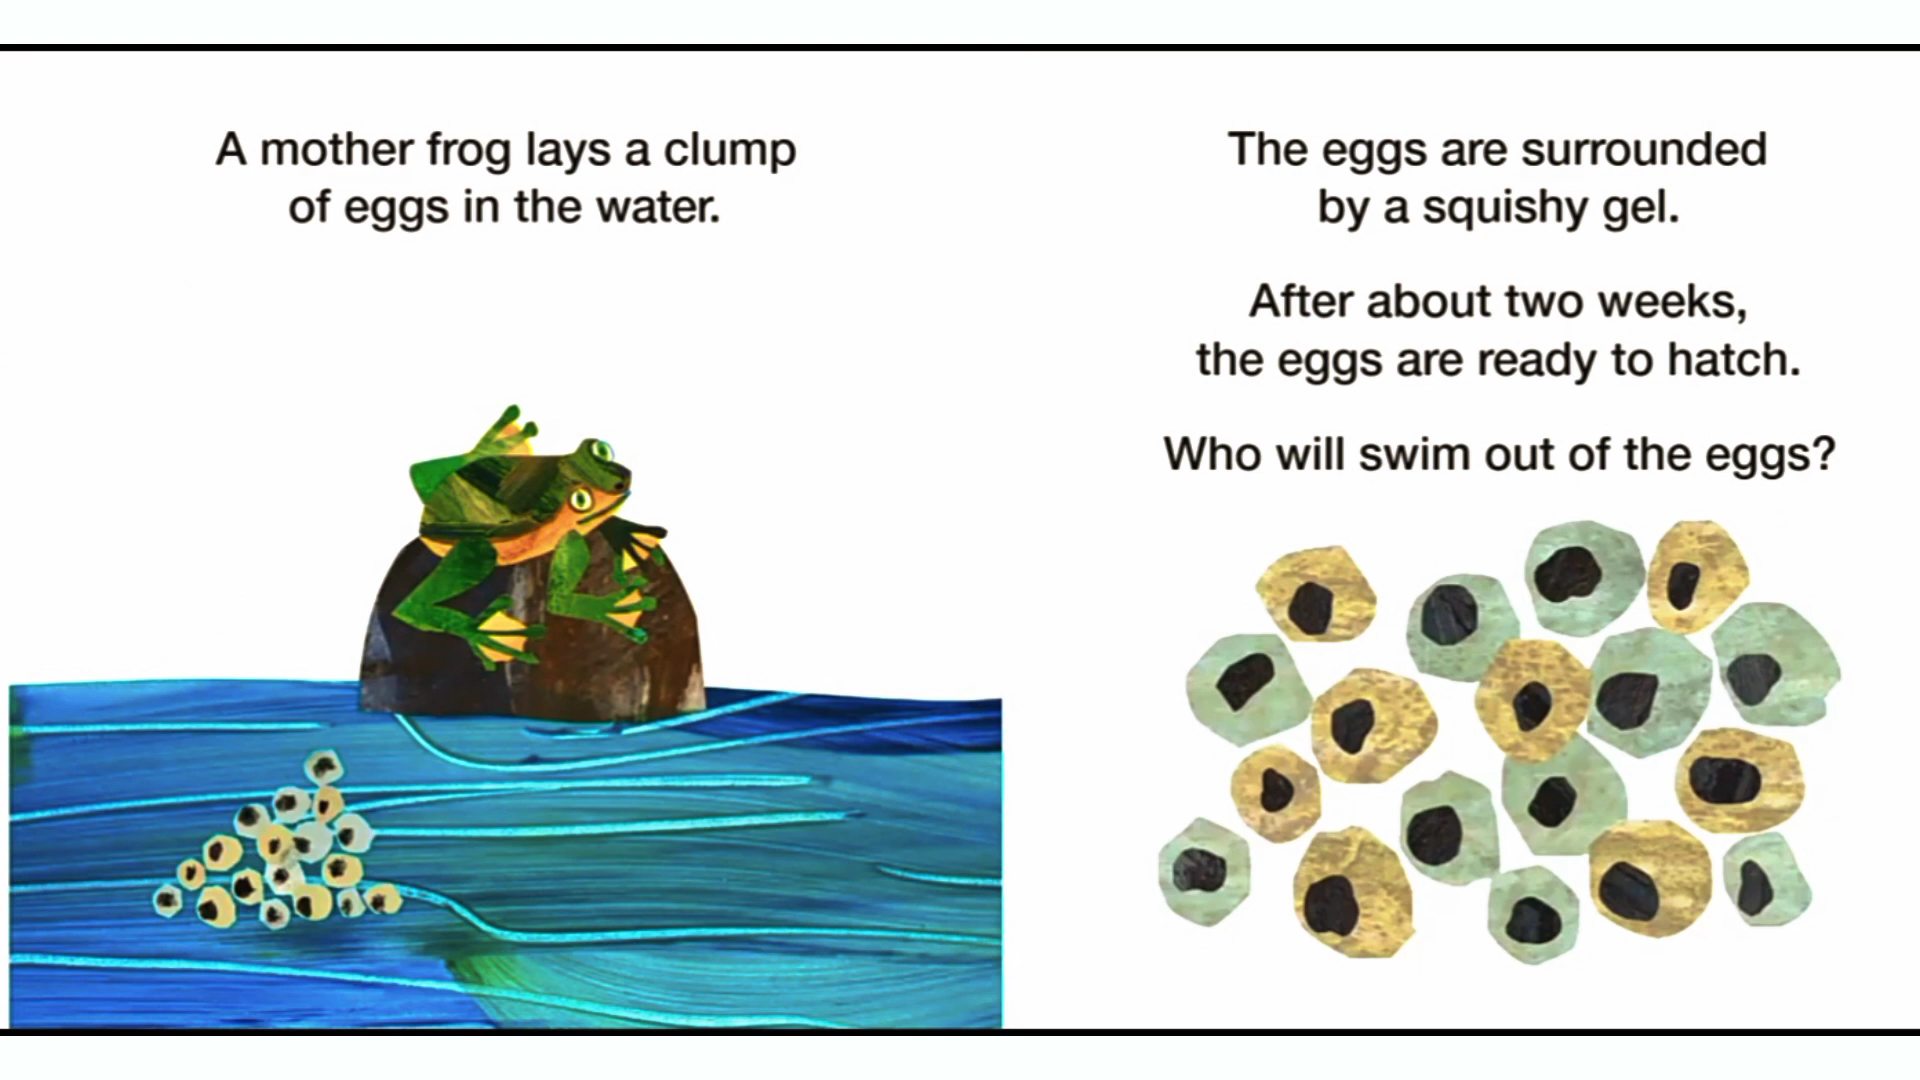 A mother frog lays a clump
of eggs in the water.
The eggs are surrounded
by a squishy gel.
After about two weeks,
the eggs are ready to hatch.
Who will swim out of the eggs?